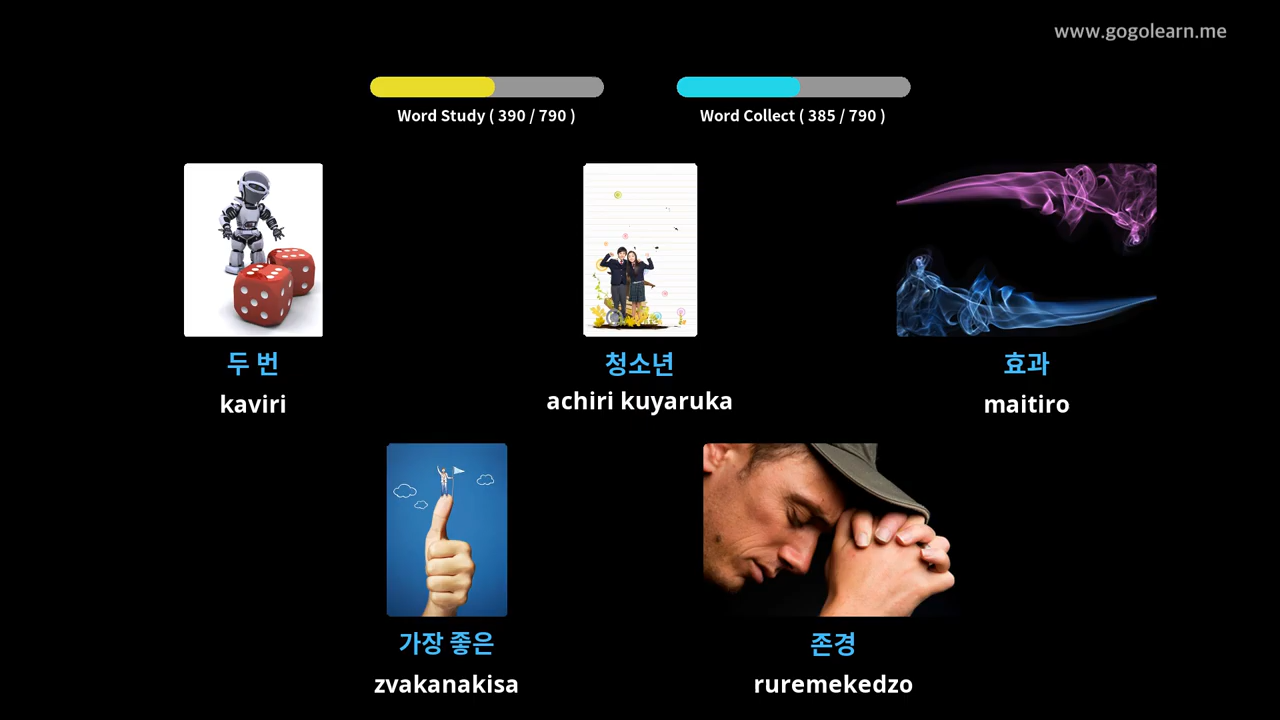 www.gogolearn.me
Word Study ( 390 / 790 )
Word Collect ( 385 / 790 )
두 번
kaviri
청소년
achiri kuyaruka
효과
maitiro
가장 좋은
zvakanakisa
존경
ruremekedzo